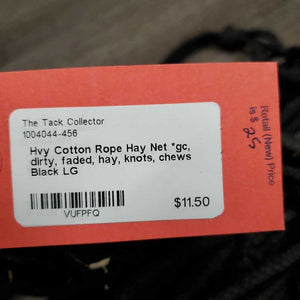 The Tack Collector
1004044-456
Hvy Cotton Rope Hay Net *gc,
dirty, faded, hay, knots, chews
Black LG
VUFPFQ
$11.50
Retail (New) Price
is $ 25